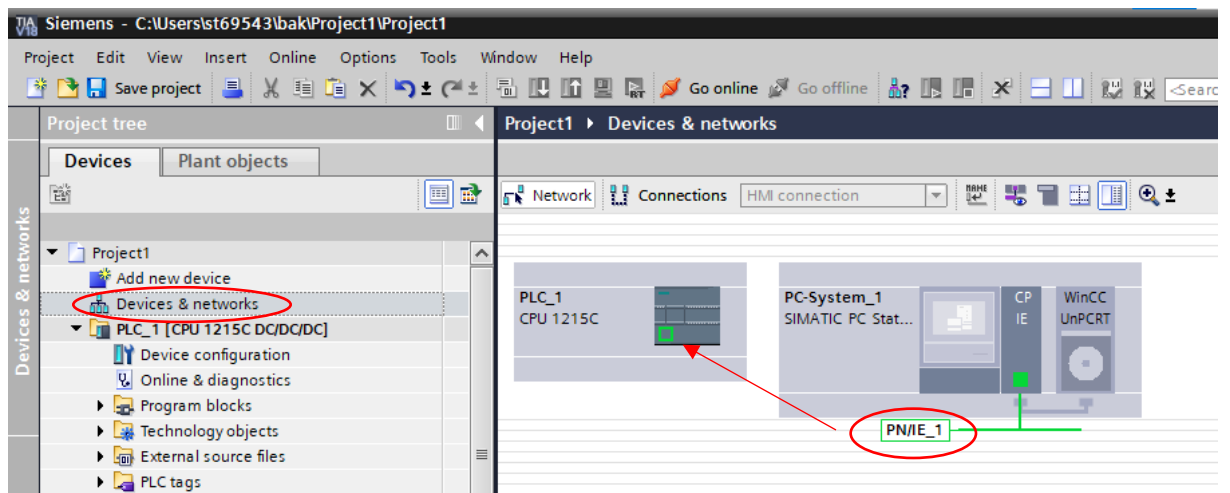 TIA V18 Siemens - C:\Users\st69543\bak\Project1\Project1
Project Edit View Insert Online Options Tools Window Help
Save project Go online Go offline <Searc
Project tree
Project1 Devices & networks
Devices Plant objects
Network Connections HMI connection
Devices & networks
Project1
Add new device
Devices & networks
PLC_1 [CPU 1215C DC/DC/DC]
Device configuration
Online & diagnostics
Program blocks
Technology objects
External source files
PLC tags
PLC_1
CPU 1215C
PC-System_1
SIMATIC PC Stat...
CP
IE
WinCC
UnPCRT
PN/IE_1